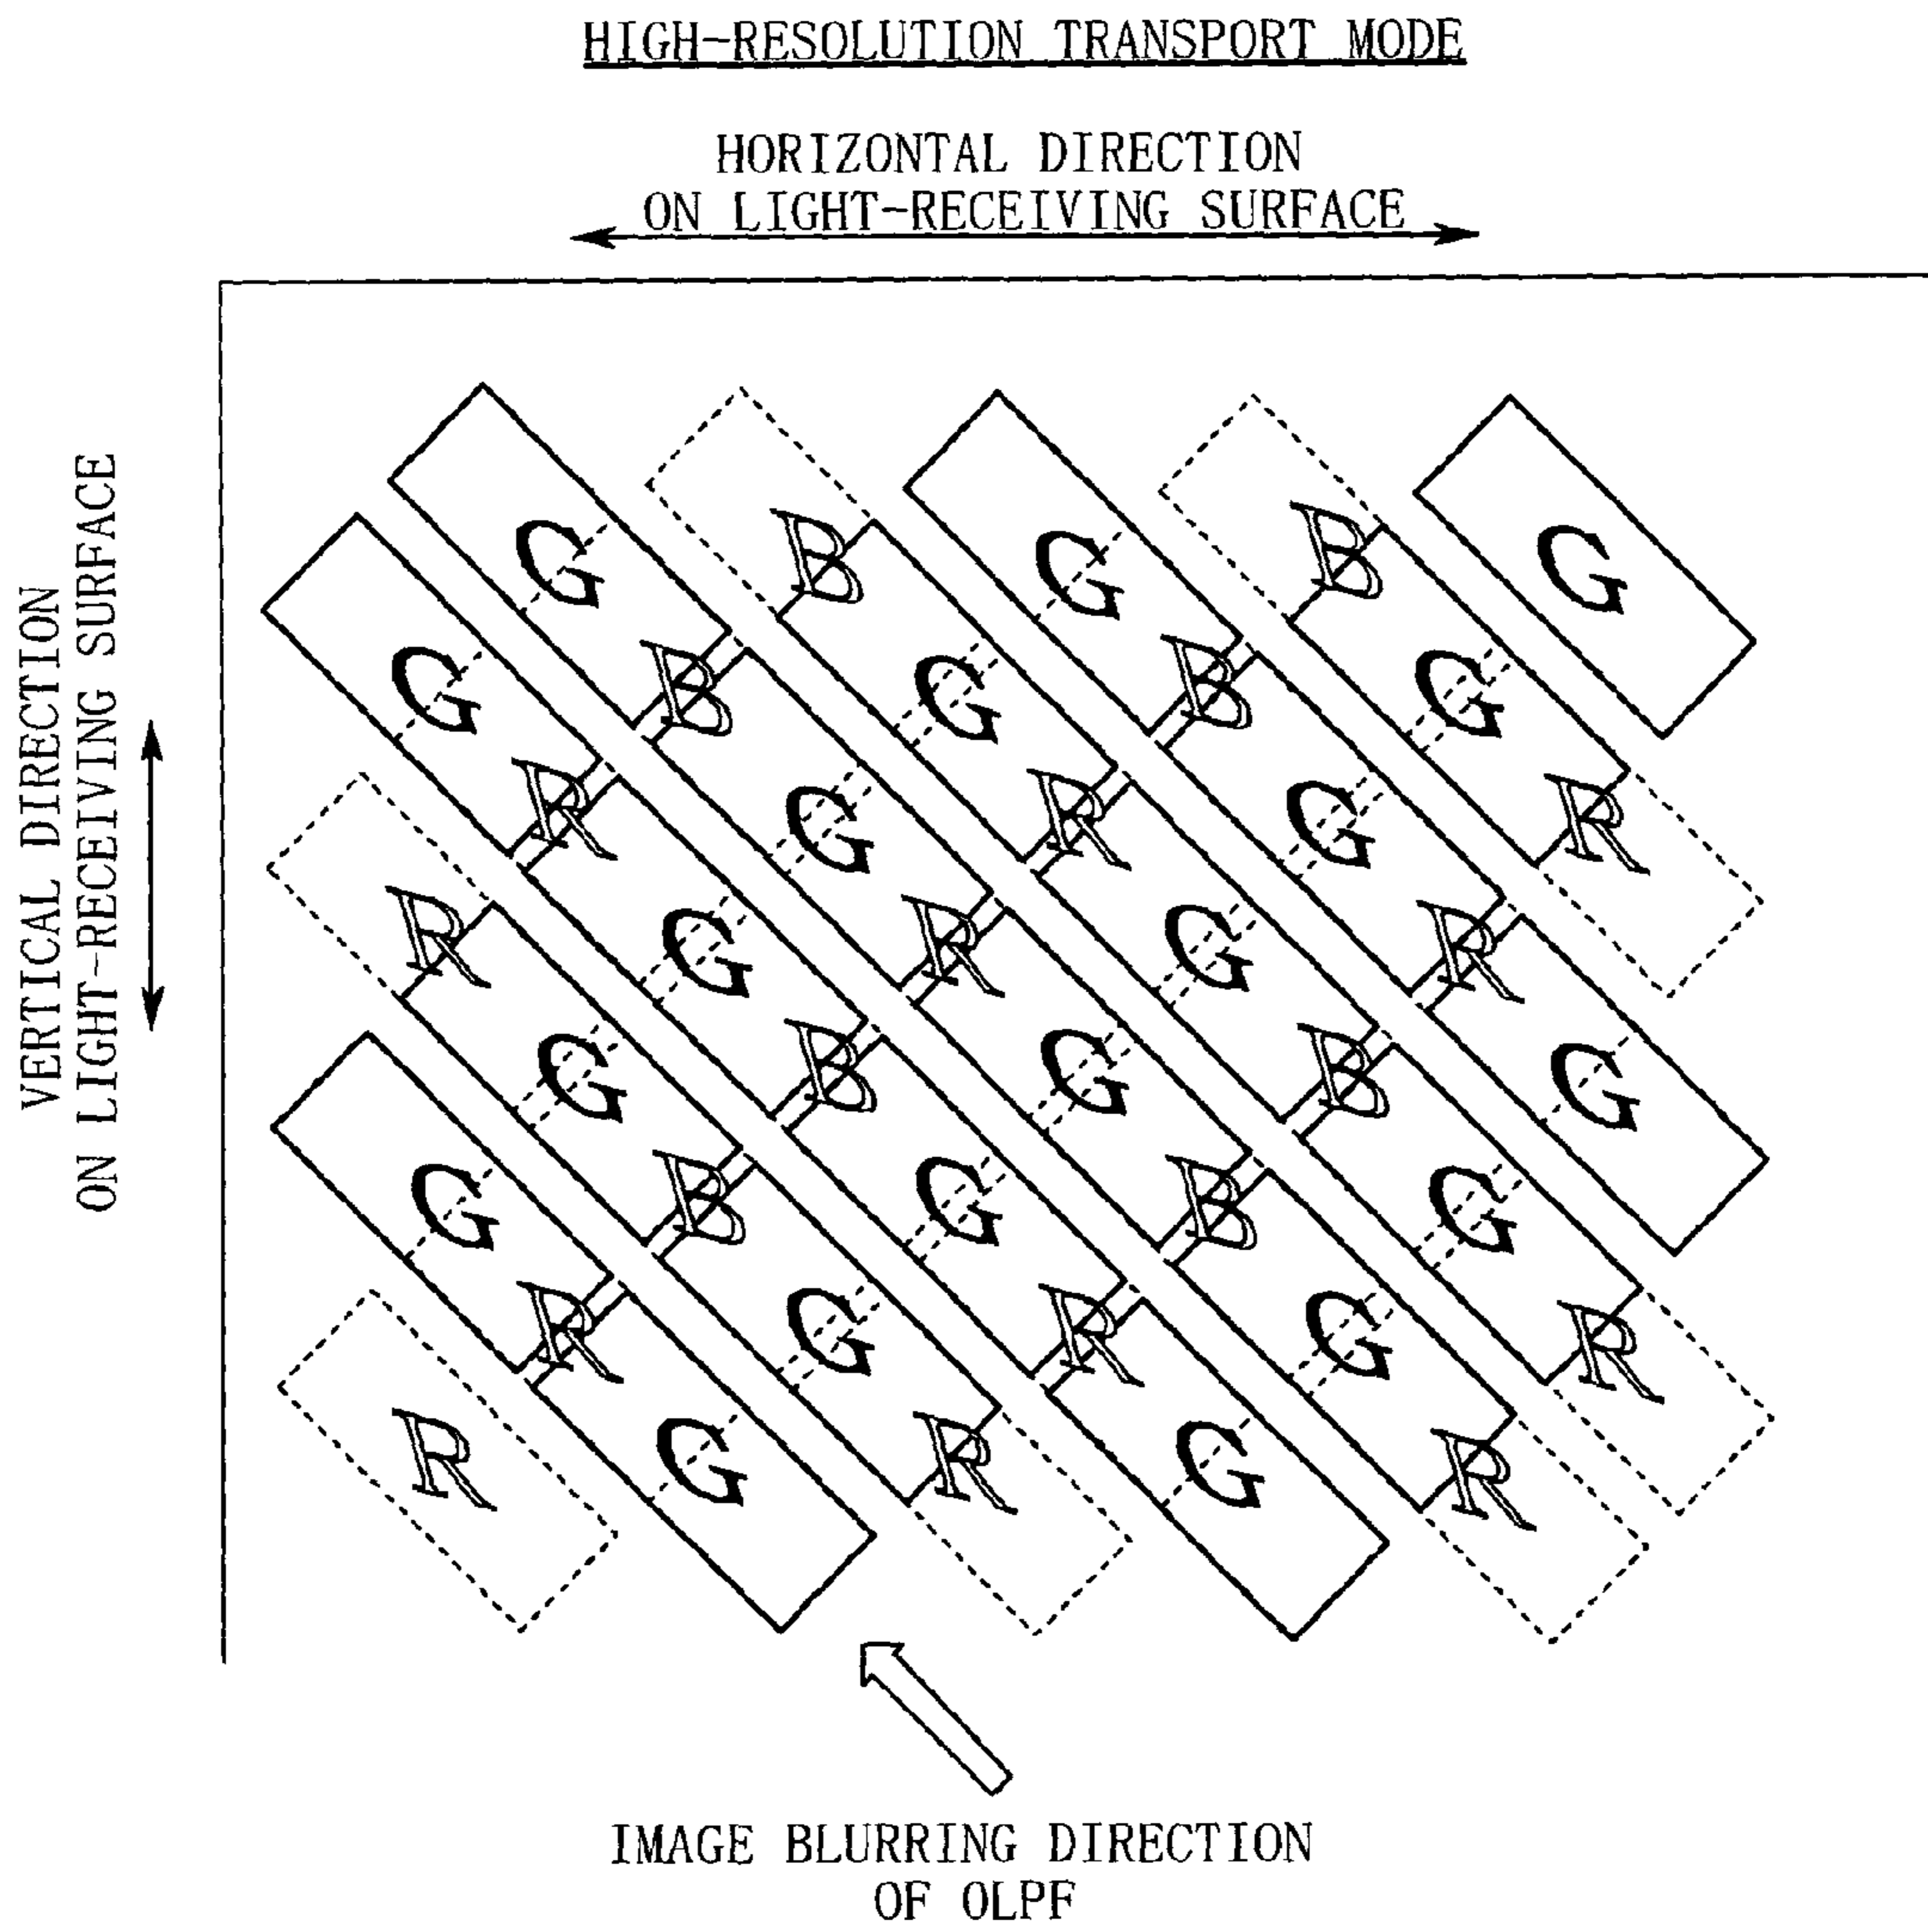 HIGH-RESOLUTION TRANSPORT MODE
HORIZONTAL DIRECTION
ON LIGHT-RECEIVING SURFACE
VERTICAL DIRECTION
ON LIGHT-RECEIVING SURFACE
G B G B G
G B G B G
R G R G R
R G R G R
G B G B G
G B G B G
R G R G R
R G R G R
IMAGE BLURRING DIRECTION
OF OLPF